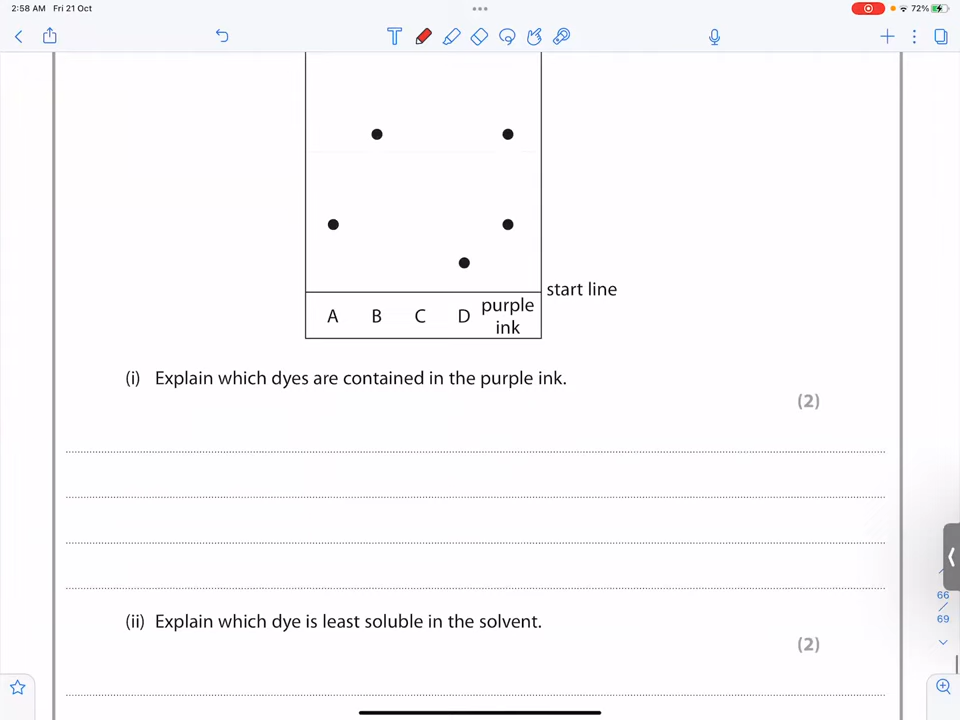 2:58 AM Fri 21 Oct
72%
start line
A B C D purple ink
(i) Explain which dyes are contained in the purple ink.
(2)
(ii) Explain which dye is least soluble in the solvent.
(2)
66
/
69